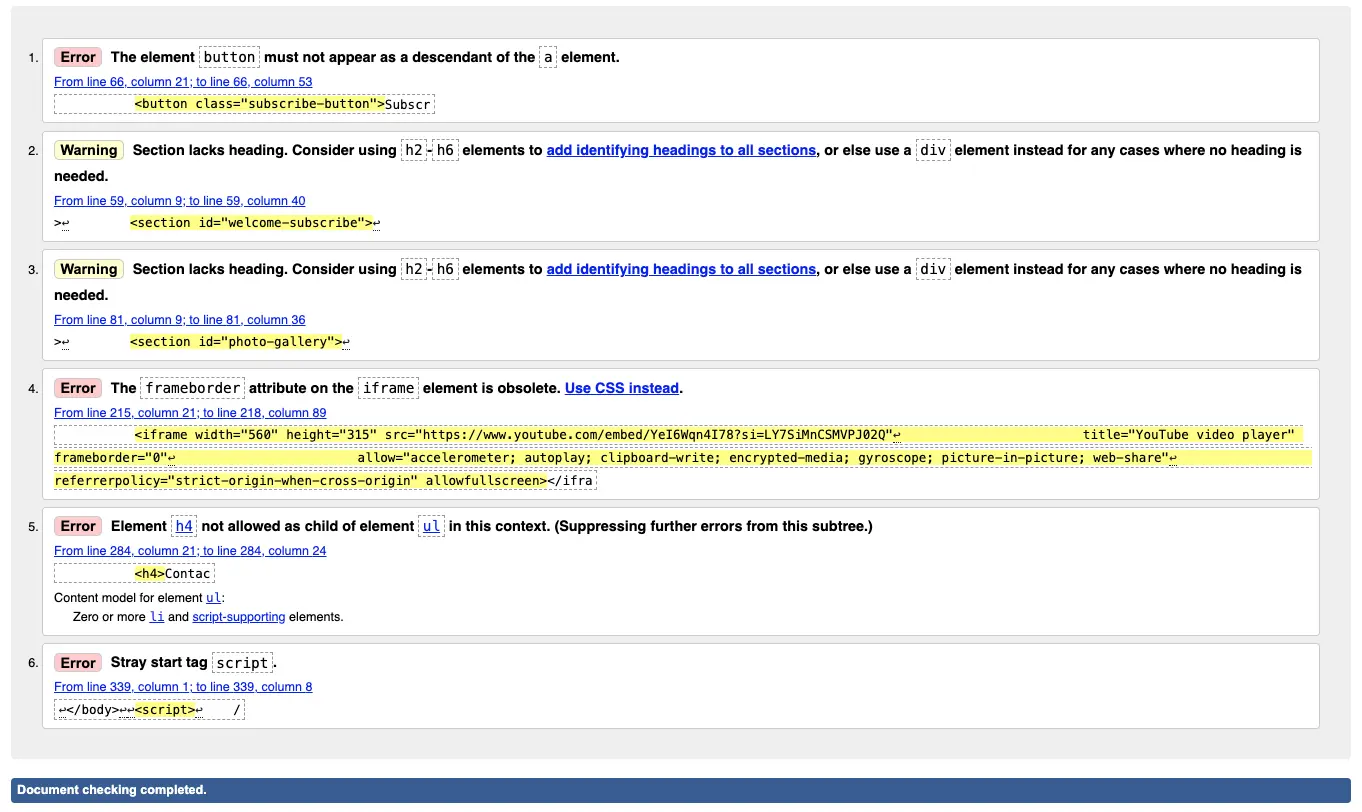 1. Error The element button must not appear as a descendant of the a element.
From line 66, column 21; to line 66, column 53
<button class="subscribe-button">Subscr
2. Warning Section lacks heading. Consider using h2-h6 elements to add identifying headings to all sections, or else use a div element instead for any cases where no heading is
needed.
From line 59, column 9; to line 59, column 40
>↩ <section id="welcome-subscribe">↩
3. Warning Section lacks heading. Consider using h2-h6 elements to add identifying headings to all sections, or else use a div element instead for any cases where no heading is
needed.
From line 81, column 9; to line 81, column 36
>↩ <section id="photo-gallery">↩
4. Error The frameborder attribute on the iframe element is obsolete. Use CSS instead.
From line 215, column 21; to line 218, column 89
<iframe width="560" height="315" src="https://www.youtube.com/embed/YeI6Wqn4I78?si=LY7SiMnCSMVPJ02Q"↩ title="YouTube video player"
frameborder="0"↩ allow="accelerometer; autoplay; clipboard-write; encrypted-media; gyroscope; picture-in-picture; web-share"↩
referrerpolicy="strict-origin-when-cross-origin" allowfullscreen></ifra
5. Error Element h4 not allowed as child of element ul in this context. (Suppressing further errors from this subtree.)
From line 284, column 21; to line 284, column 24
<h4>Contac
Content model for element ul:
Zero or more li and script-supporting elements.
6. Error Stray start tag script.
From line 339, column 1; to line 339, column 8
↩</body>↩↩<script>↩ /
Document checking completed.